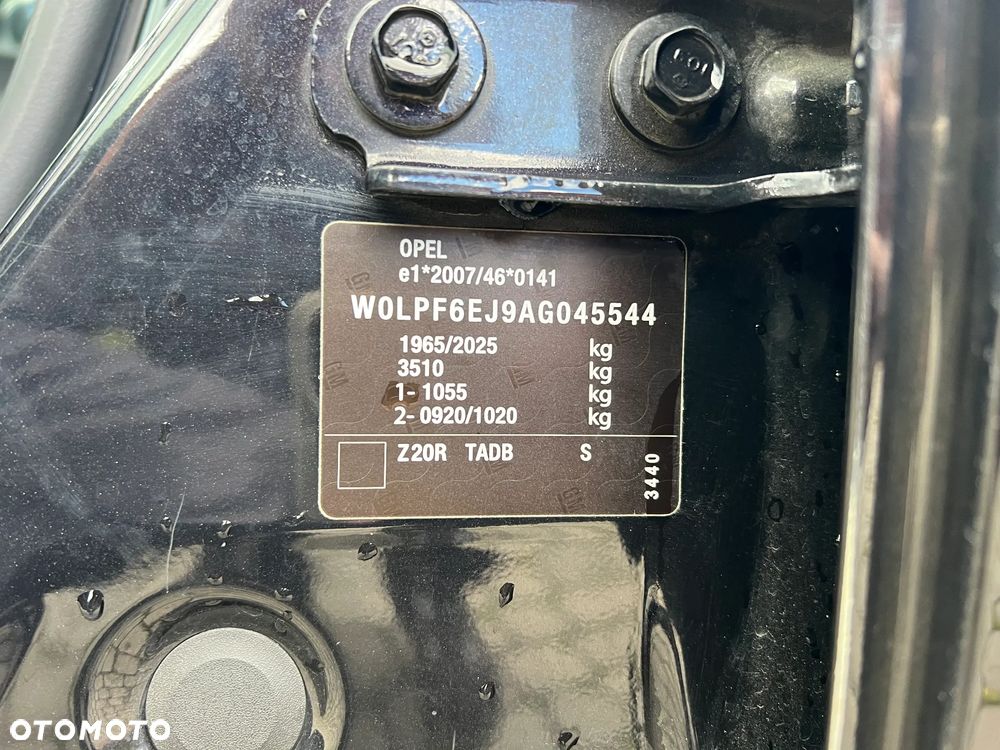 OPEL
e1*2007/46*0141
W0LPF6EJ9AG045544
1965/2025 kg
3510 kg
1- 1055 kg
2- 0920/1020 kg
Z20R TADB S
3440
OTOMOTO